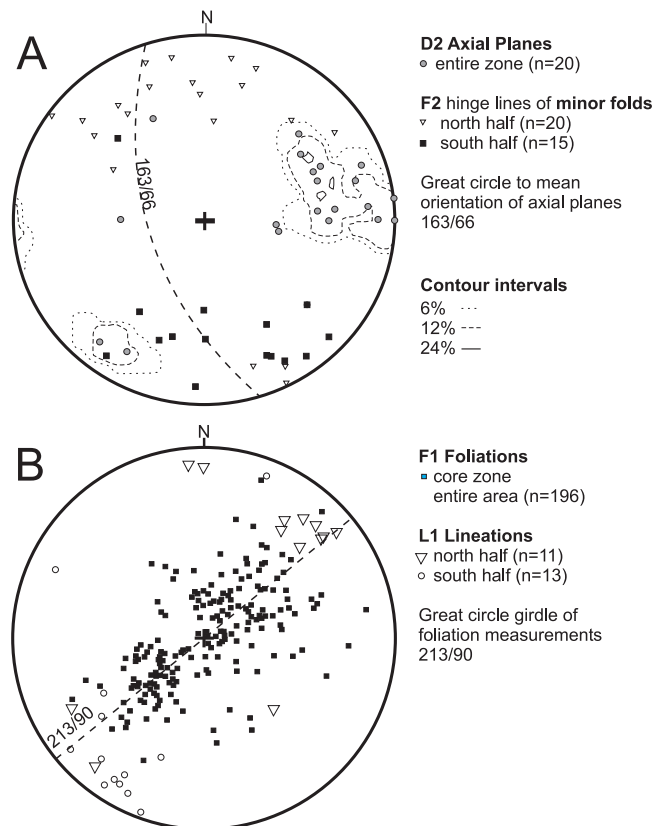 A
N
163/66
D2 Axial Planes
entire zone (n=20)
F2 hinge lines of minor folds
north half (n=20)
south half (n=15)
Great circle to mean
orientation of axial planes
163/66
Contour intervals
6%
12%
24%
B
N
213/90
F1 Foliations
core zone
entire area (n=196)
L1 Lineations
north half (n=11)
south half (n=13)
Great circle girdle of
foliation measurements
213/90